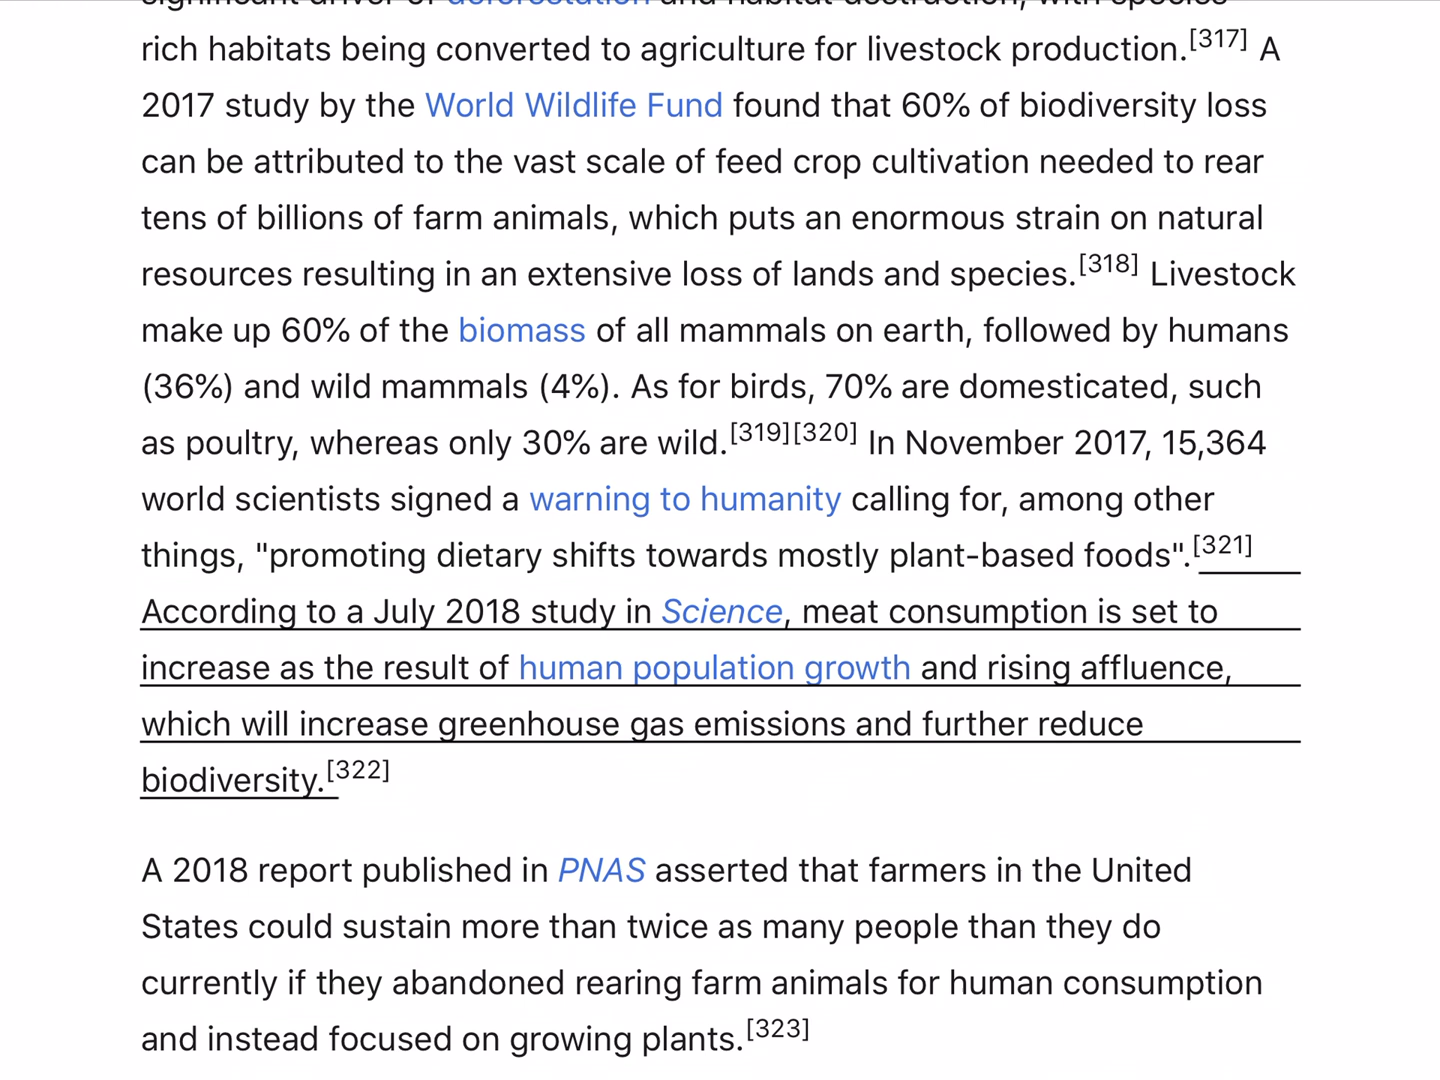 significant driver of deforestation and habitat destruction, with species-
rich habitats being converted to agriculture for livestock production.[317] A
2017 study by the World Wildlife Fund found that 60% of biodiversity loss
can be attributed to the vast scale of feed crop cultivation needed to rear
tens of billions of farm animals, which puts an enormous strain on natural
resources resulting in an extensive loss of lands and species.[318] Livestock
make up 60% of the biomass of all mammals on earth, followed by humans
(36%) and wild mammals (4%). As for birds, 70% are domesticated, such
as poultry, whereas only 30% are wild.[319][320] In November 2017, 15,364
world scientists signed a warning to humanity calling for, among other
things, "promoting dietary shifts towards mostly plant-based foods".[321]
According to a July 2018 study in Science, meat consumption is set to
increase as the result of human population growth and rising affluence,
which will increase greenhouse gas emissions and further reduce
biodiversity.[322]
A 2018 report published in PNAS asserted that farmers in the United
States could sustain more than twice as many people than they do
currently if they abandoned rearing farm animals for human consumption
and instead focused on growing plants.[323]